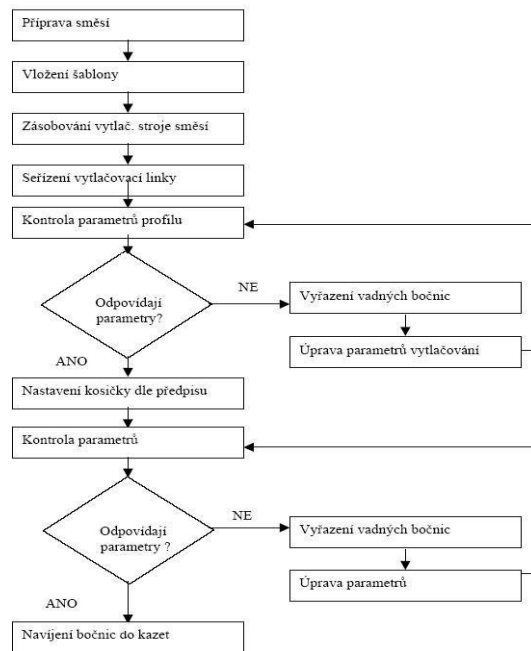 Příprava směsí
Vložení šablony
Zásobování vytlač. stroje směsí
Seřízení vytlačovací linky
Kontrola parametrů profilu
Odpovídají
parametry?
NE
Vyřazení vadných bočnic
Úprava parametrů vytlačování
ANO
Nastavení kosičky dle předpisu
Kontrola parametrů
Odpovídají
parametry ?
NE
Vyřazení vadných bočnic
Úprava parametrů
ANO
Navíjení bočnic do kazet